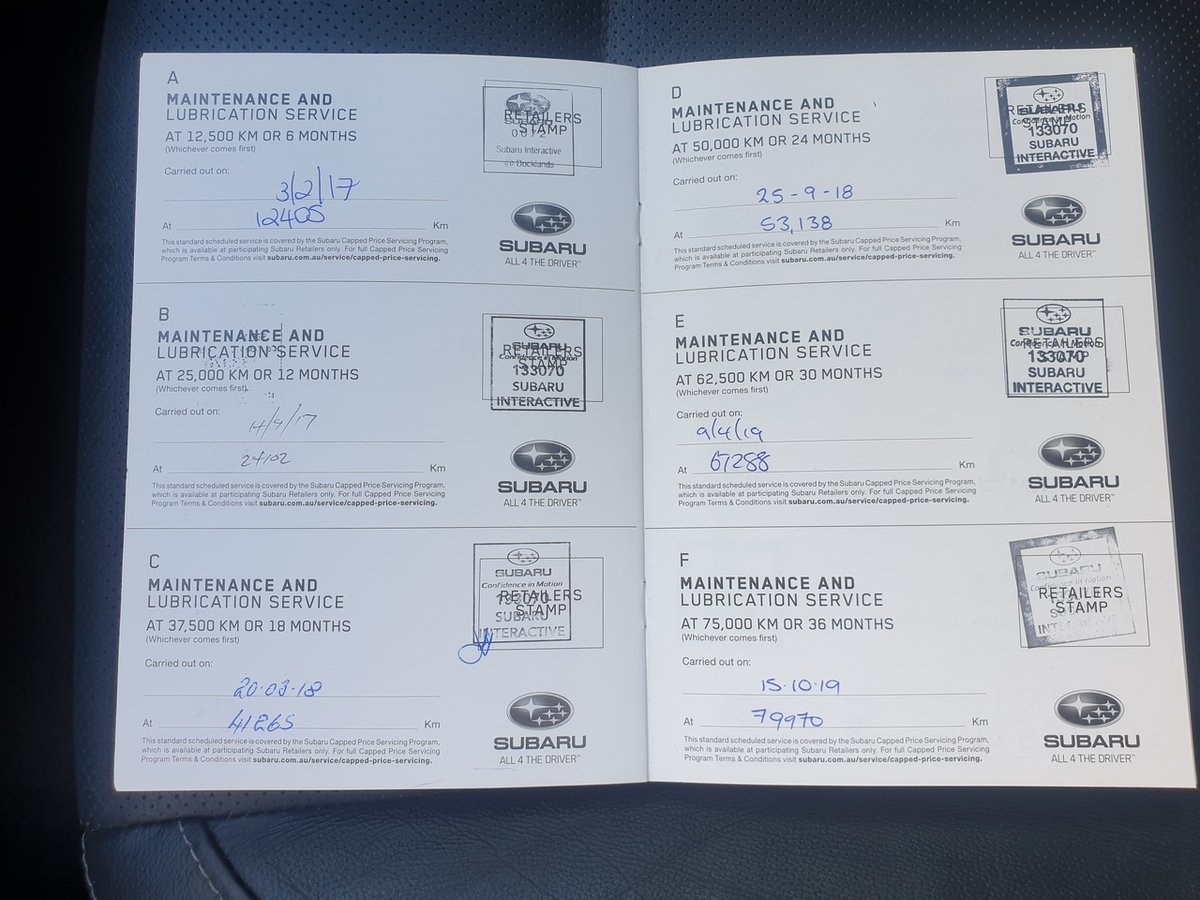 A
MAINTENANCE AND
LUBRICATION SERVICE
AT 12,500 KM OR 6 MONTHS
(Whichever comes first)
RETAILERS
STAMP
Subaru Interactive
@ Docklands
Carried out on:
3/2/17
At 12405 Km
This standard scheduled service is covered by the Subaru Capped Price Servicing Program,
which is available at participating Subaru Retailers only. For full Capped Price Servicing
Program Terms & Conditions visit subaru.com.au/service/capped-price-servicing.
SUBARU
ALL 4 THE DRIVER™
B
MAINTENANCE AND
LUBRICATION SERVICE
AT 25,000 KM OR 12 MONTHS
(Whichever comes first)
SUBARU
RETAILERS
Confidence in Motion
STAMP
133070
SUBARU
INTERACTIVE
Carried out on:
14/9/17
At 24102 Km
This standard scheduled service is covered by the Subaru Capped Price Servicing Program,
which is available at participating Subaru Retailers only. For full Capped Price Servicing
Program Terms & Conditions visit subaru.com.au/service/capped-price-servicing.
SUBARU
ALL 4 THE DRIVER™
C
MAINTENANCE AND
LUBRICATION SERVICE
AT 37,500 KM OR 18 MONTHS
(Whichever comes first)
SUBARU
Confidence in Motion
RETAILERS
133070
STAMP
SUBARU
INTERACTIVE
Carried out on:
20·03·18
At 41265 Km
This standard scheduled service is covered by the Subaru Capped Price Servicing Program,
which is available at participating Subaru Retailers only. For full Capped Price Servicing
Program Terms & Conditions visit subaru.com.au/service/capped-price-servicing.
SUBARU
ALL 4 THE DRIVER™
D
MAINTENANCE AND
LUBRICATION SERVICE
AT 50,000 KM OR 24 MONTHS
(Whichever comes first)
RETAILERS
SUBARU
Confidence in Motion
STAMP
133070
SUBARU
INTERACTIVE
Carried out on:
25-9-18
At 53,138 Km
This standard scheduled service is covered by the Subaru Capped Price Servicing Program,
which is available at participating Subaru Retailers only. For full Capped Price Servicing
Program Terms & Conditions visit subaru.com.au/service/capped-price-servicing.
SUBARU
ALL 4 THE DRIVER™
E
MAINTENANCE AND
LUBRICATION SERVICE
AT 62,500 KM OR 30 MONTHS
(Whichever comes first)
SUBARU
RETAILERS
Confidence in Motion
STAMP
133070
SUBARU
INTERACTIVE
Carried out on:
9/4/19
At 67288 Km
This standard scheduled service is covered by the Subaru Capped Price Servicing Program,
which is available at participating Subaru Retailers only. For full Capped Price Servicing
Program Terms & Conditions visit subaru.com.au/service/capped-price-servicing.
SUBARU
ALL 4 THE DRIVER™
F
MAINTENANCE AND
LUBRICATION SERVICE
AT 75,000 KM OR 36 MONTHS
(Whichever comes first)
SUBARU
Confidence in Motion
RETAILERS
STAMP
Carried out on:
15·10·19
At 79970 Km
This standard scheduled service is covered by the Subaru Capped Price Servicing Program,
which is available at participating Subaru Retailers only. For full Capped Price Servicing
Program Terms & Conditions visit subaru.com.au/service/capped-price-servicing.
SUBARU
ALL 4 THE DRIVER™